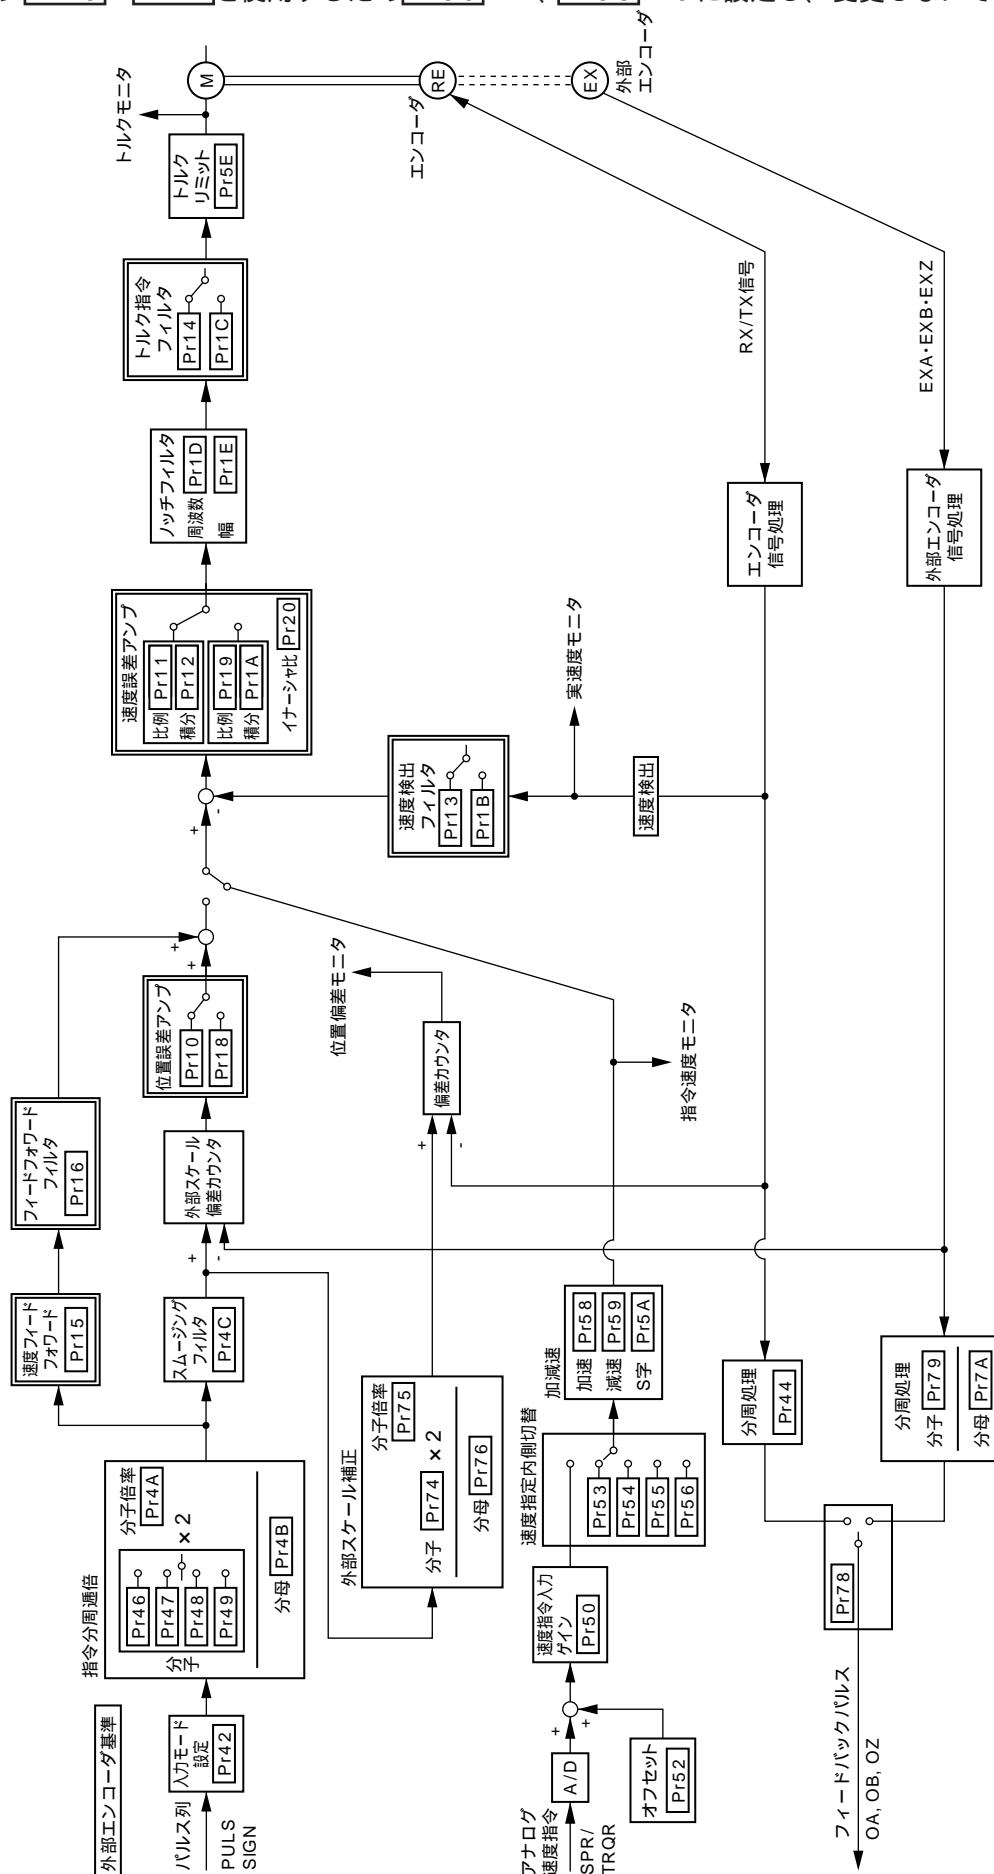 外部エンコーダ基準
パルス列
PULS
SIGN
入力モード
設定
Pr42
指令分周逓倍
分子
Pr46
Pr47
Pr48
Pr49
分子倍率
Pr4A
×2
分母 Pr4B
速度フィード
フォワード
Pr15
フィードフォワード
フィルタ
Pr16
スムージング
フィルタ
Pr4C
+
-
外部スケール
偏差カウンタ
位置誤差アンプ
Pr10
Pr18
+
+
+
-
速度誤差アンプ
比例 Pr11
積分 Pr12
比例 Pr19
積分 Pr1A
イナーシャ比 Pr20
ノッチフィルタ
周波数 Pr1D
幅 Pr1E
トルク指令
フィルタ
Pr14
Pr1C
トルク
リミット
Pr5E
トルクモニタ
M
RE
エンコーダ
EX
外部
エンコーダ
外部スケール補正
分子 Pr74 ×2
分子倍率
Pr75
分母 Pr76
+
-
偏差カウンタ
位置偏差モニタ
速度検出
フィルタ
Pr13
Pr1B
実速度モニタ
速度検出
RX/TX信号
エンコーダ
信号処理
EXA・EXB・EXZ
外部エンコーダ
信号処理
アナログ
速度指令
SPR/
TRQR
A/D
+
+
オフセット
Pr52
速度指令入力
ゲイン
Pr50
速度指定内側切替
Pr53
Pr54
Pr55
Pr56
加減速
加速 Pr58
減速 Pr59
S字 Pr5A
指令速度モニタ
分周処理
Pr44
分周処理
分子 Pr79
分母 Pr7A
Pr78
フィードバックパルス
OA, OB, OZ